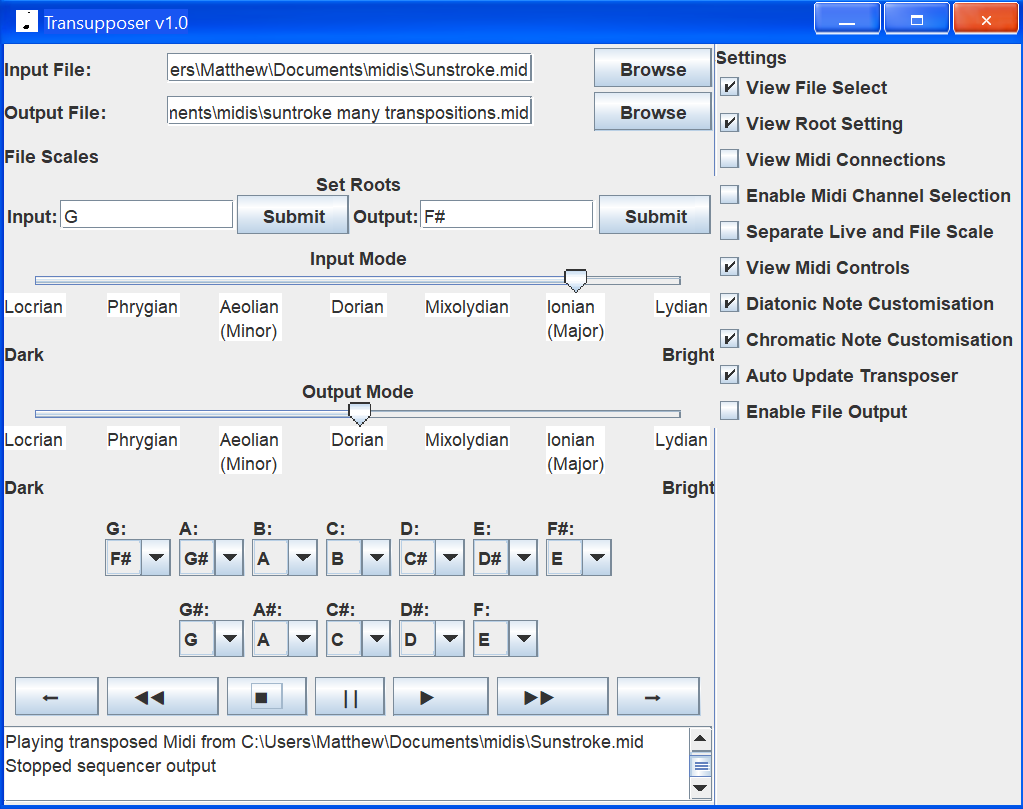 Transupposer v1.0
Input File: ers\Matthew\Documents\midis\Sunstroke.mid Browse
Output File: nents\midis\suntroke many transpositions.mid Browse
File Scales
Set Roots
Input: G Submit Output: F# Submit
Input Mode
Locrian Phrygian Aeolian Dorian Mixolydian Ionian Lydian
(Minor) (Major)
Dark Bright
Output Mode
Locrian Phrygian Aeolian Dorian Mixolydian Ionian Lydian
(Minor) (Major)
Dark Bright
G: A: B: C: D: E: F#:
F# G# A B C# D# E
G#: A#: C#: D#: F:
G A C D E
Playing transposed Midi from C:\Users\Matthew\Documents\midis\Sunstroke.mid
Stopped sequencer output
Settings
View File Select
View Root Setting
View Midi Connections
Enable Midi Channel Selection
Separate Live and File Scale
View Midi Controls
Diatonic Note Customisation
Chromatic Note Customisation
Auto Update Transposer
Enable File Output